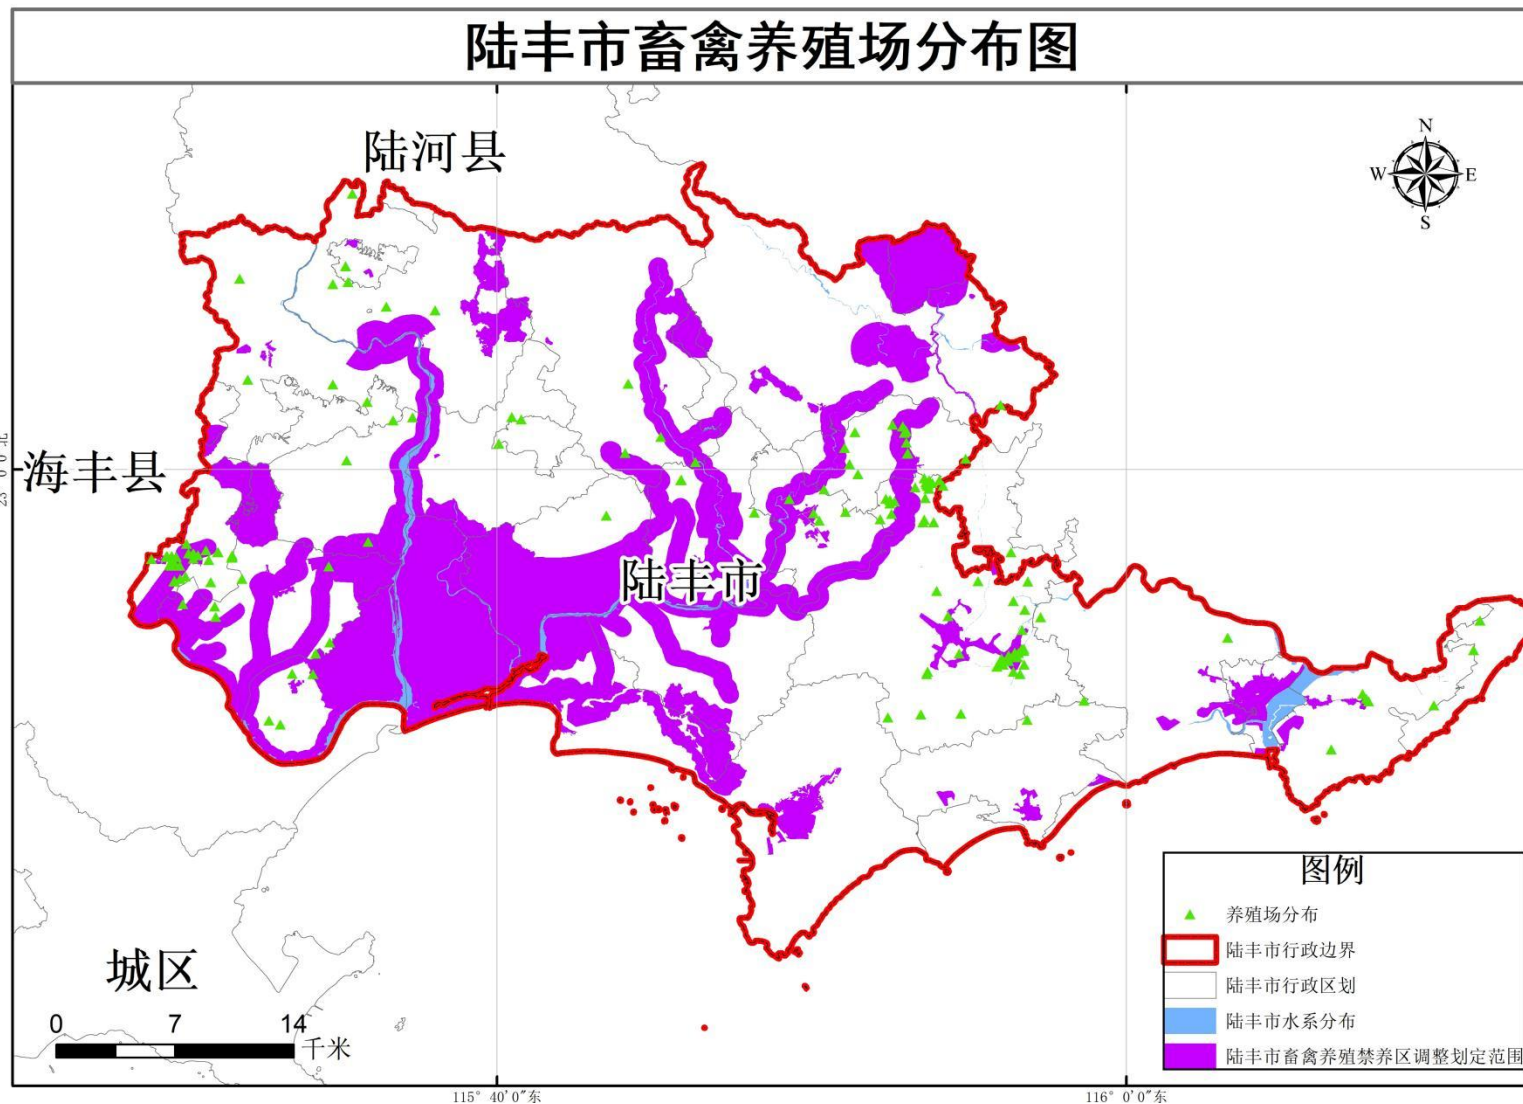 陆丰市畜禽养殖场分布图
陆河县
N
W E
S
海丰县
陆丰市
城区
0 7 14
千米
图例
养殖场分布
陆丰市行政边界
陆丰市行政区划
陆丰市水系分布
陆丰市畜禽养殖禁养区调整划定范围
115° 40'0"东
116° 0'0"东